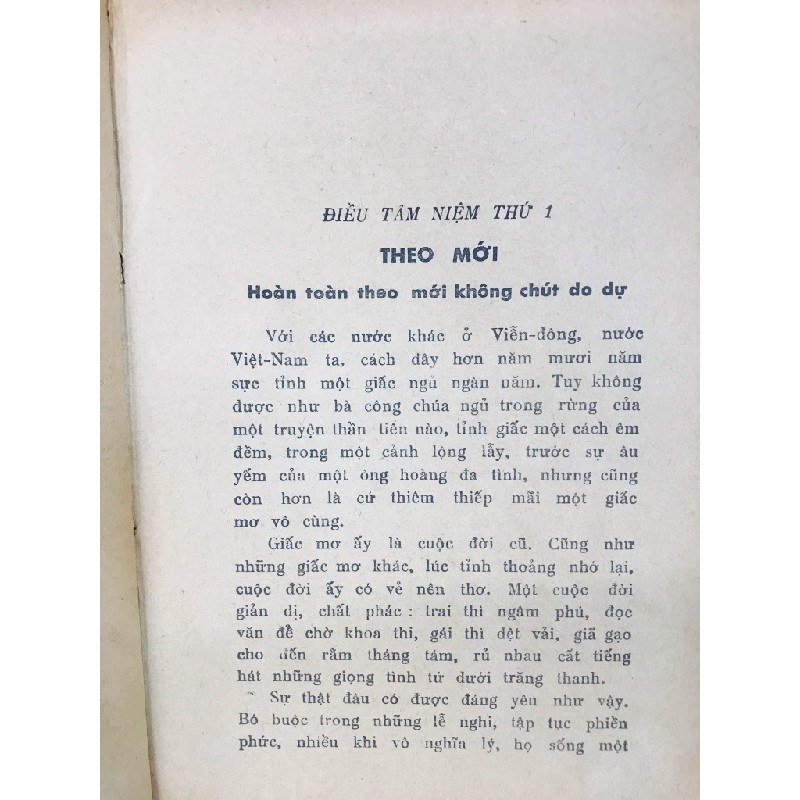 ĐIỀU TÂM NIỆM THỨ 1
THEO MỚI
Hoàn toàn theo mới không chút do dự
Với các nước khác ở Viễn-đông, nước
Việt-Nam ta, cách đây hơn năm mươi năm
sực tỉnh một giấc ngủ ngàn năm. Tuy không
được như bà công chúa ngủ trong rừng của
một truyện thần tiên nào, tỉnh giấc một cách êm
đềm, trong một cảnh lộng lẫy, trước sự âu
yếm của một ông hoàng đa tình, nhưng cũng
còn hơn là cứ thiêm thiếp mãi một giấc
mơ vô cùng.
Giấc mơ ấy là cuộc đời cũ. Cũng như
những giấc mơ khác, lúc tỉnh thoảng nhớ lại,
cuộc đời ấy có vẻ nên thơ. Một cuộc đời
giản dị, chất phác : trai thì ngâm phú, đọc
văn để chờ khoa thi, gái thì dệt vải, giã gạo
cho đến rằm tháng tám, rủ nhau cất tiếng
hát những giọng tình tứ dưới trăng thanh.
Sự thật đâu có được đáng yên như vậy.
Bó buộc trong những lễ nghi, tập tục phiền
phức, nhiều khi vô nghĩa lý, họ sống một